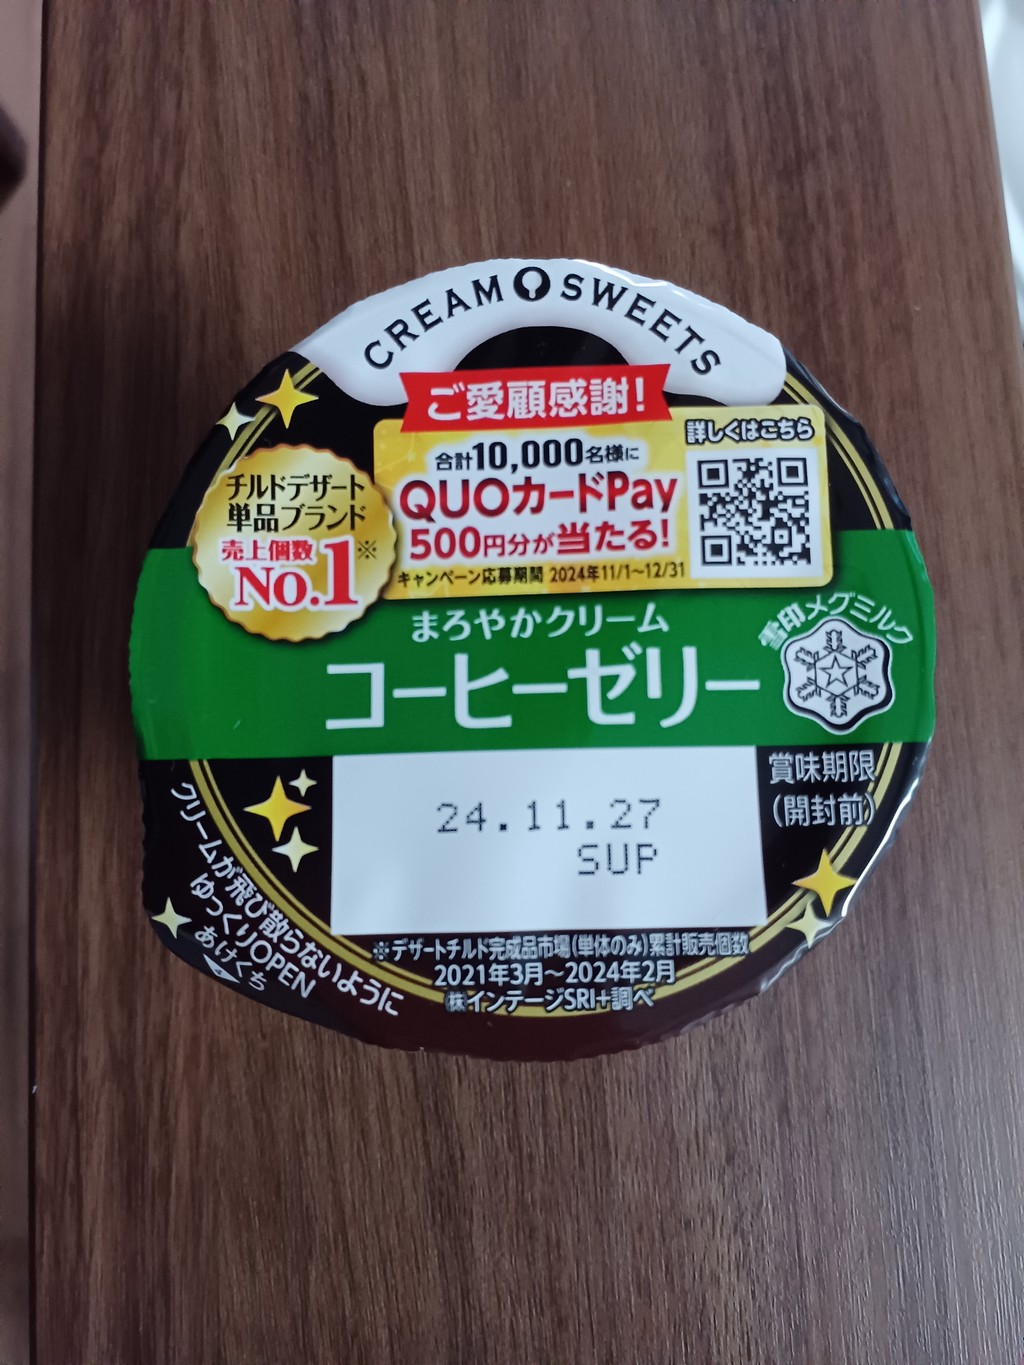 CREAM SWEETS
ご愛顧感謝!
詳しくはこちら
合計10,000名様に
QUOカードPay
500円分が当たる!
キャンペーン応募期間 2024年11/1~12/31
チルドデザート
単品ブランド
売上個数
No.1※
まろやかクリーム
コーヒーゼリー
雪印メグミルク
賞味期限
(開封前)
24.11.27
SUP
クリームが飛び散らないように
ゆっくりOPEN
あけくち
※デザートチルド完成品市場(単体のみ)累計販売個数
2021年3月~2024年2月
㈱インテージSRI+調べ